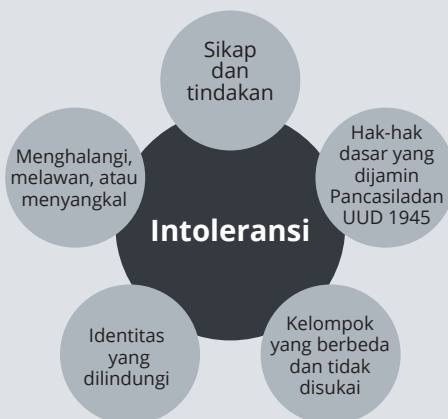 Sikap
dan
tindakan
Menghalangi,
melawan, atau
menyangkal
Hak-hak
dasar yang
dijamin
Pancasiladan
UUD 1945
Intoleransi
Identitas
yang
dilindungi
Kelompok
yang berbeda
dan tidak
disukai